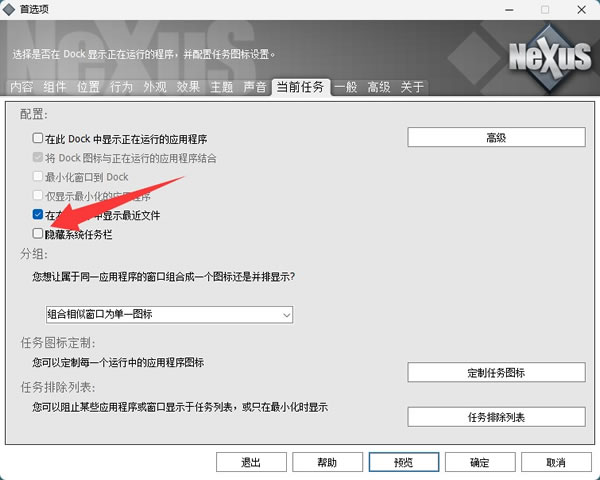 首选项
选择是否在 Dock 显示正在运行的程序，并配置任务图标设置。
NeXuS
内容 组件 位置 行为 外观 效果 主题 声音 当前任务 一般 高级 关于
配置:
在此 Dock 中显示正在运行的应用程序
高级
将 Dock 图标与正在运行的应用程序结合
最小化窗口到 Dock
仅显示最小化的应用程序
在右 中显示最近文件
隐藏系统任务栏
分组:
您想让属于同一应用程序的窗口组合成一个图标还是并排显示?
组合相似窗口为单一图标
任务图标定制:
您可以定制每一个运行中的应用程序图标
定制任务图标
任务排除列表:
您可以阻止某些应用程序或窗口显示于任务列表，或只在最小化时显示
任务排除列表
退出 帮助 预览 确定 取消